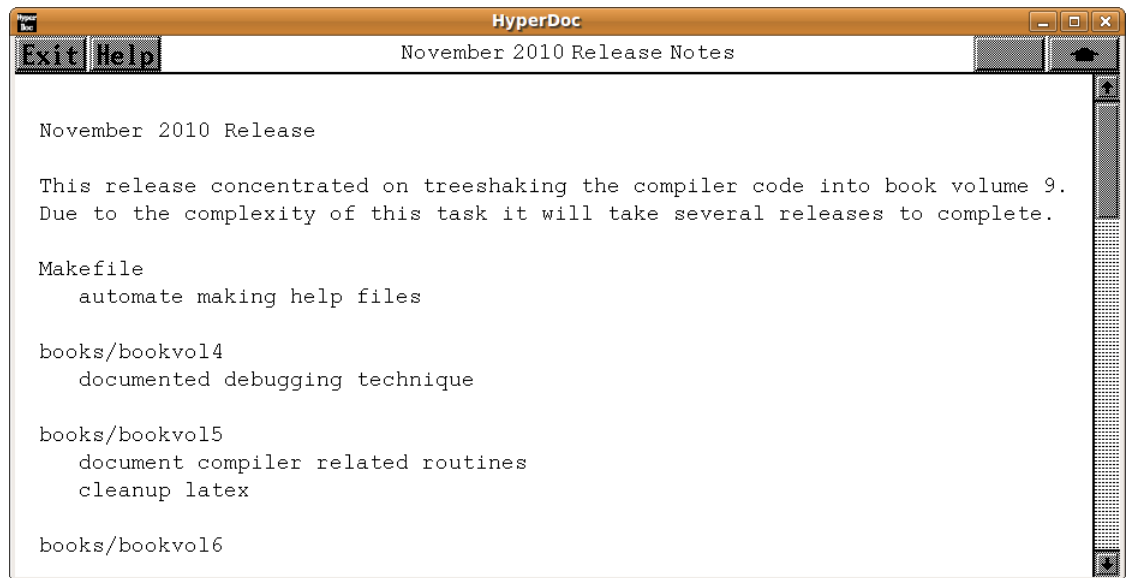 Hyper Doc
HyperDoc
Exit Help
November 2010 Release Notes
November 2010 Release
This release concentrated on treeshaking the compiler code into book volume 9.
Due to the complexity of this task it will take several releases to complete.
Makefile
automate making help files
books/bookvol4
documented debugging technique
books/bookvol5
document compiler related routines
cleanup latex
books/bookvol6